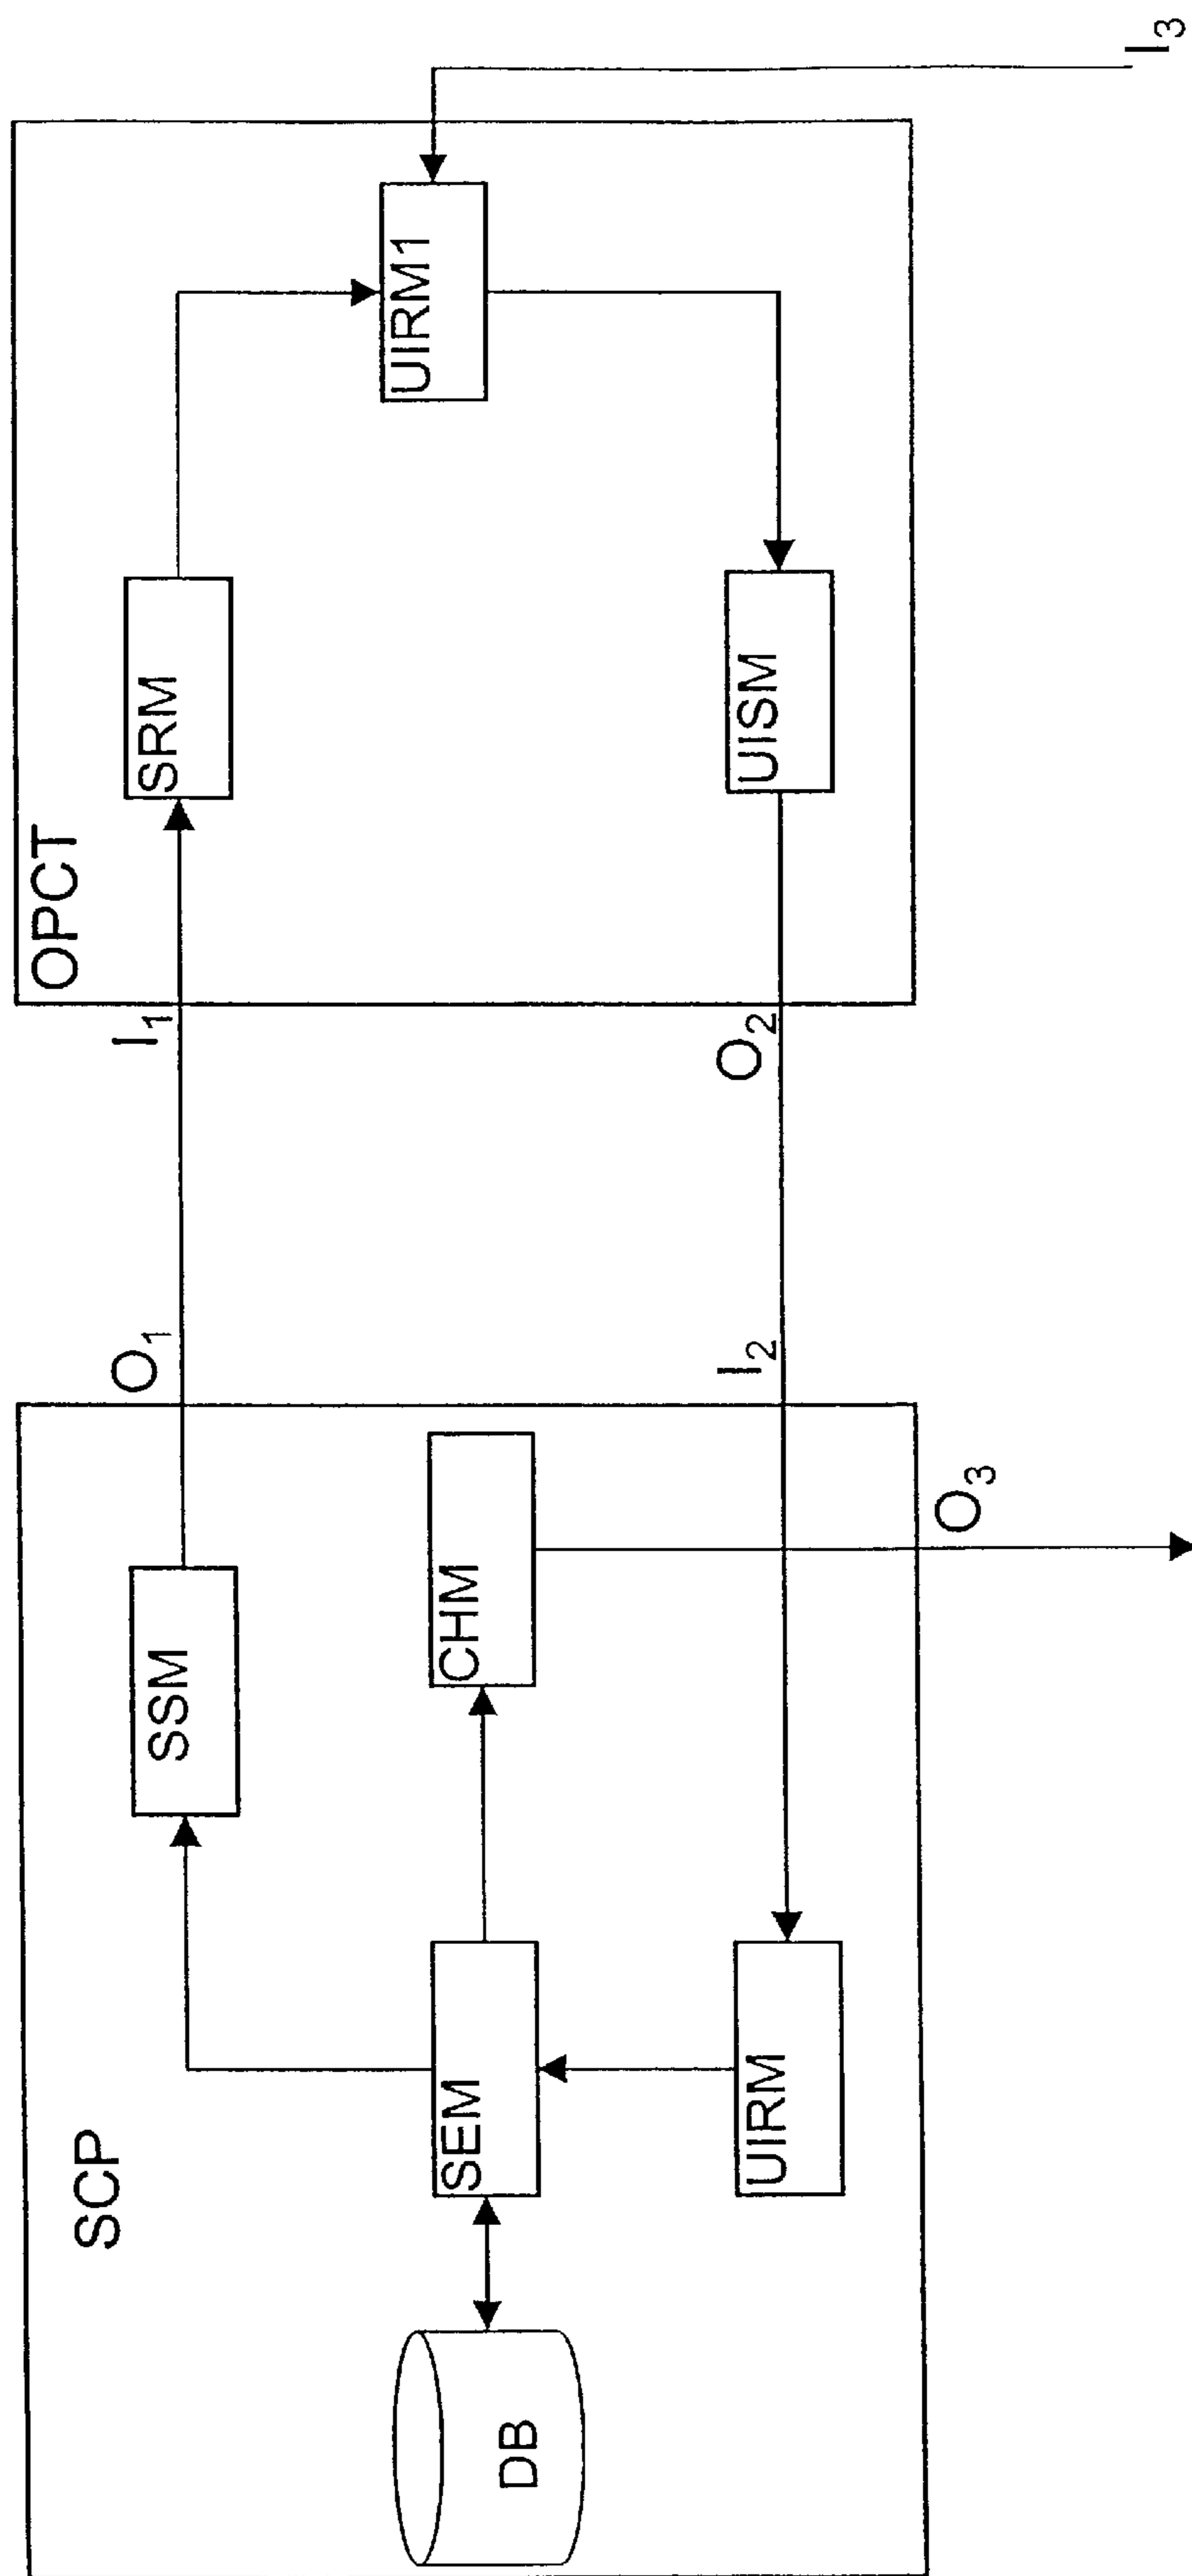 SCP
SSM
SEM
CHM
DB
UIRM
O₁
I₂
O₃
I₁
O₂
OPCT
SRM
UIRM1
UISM
I₃